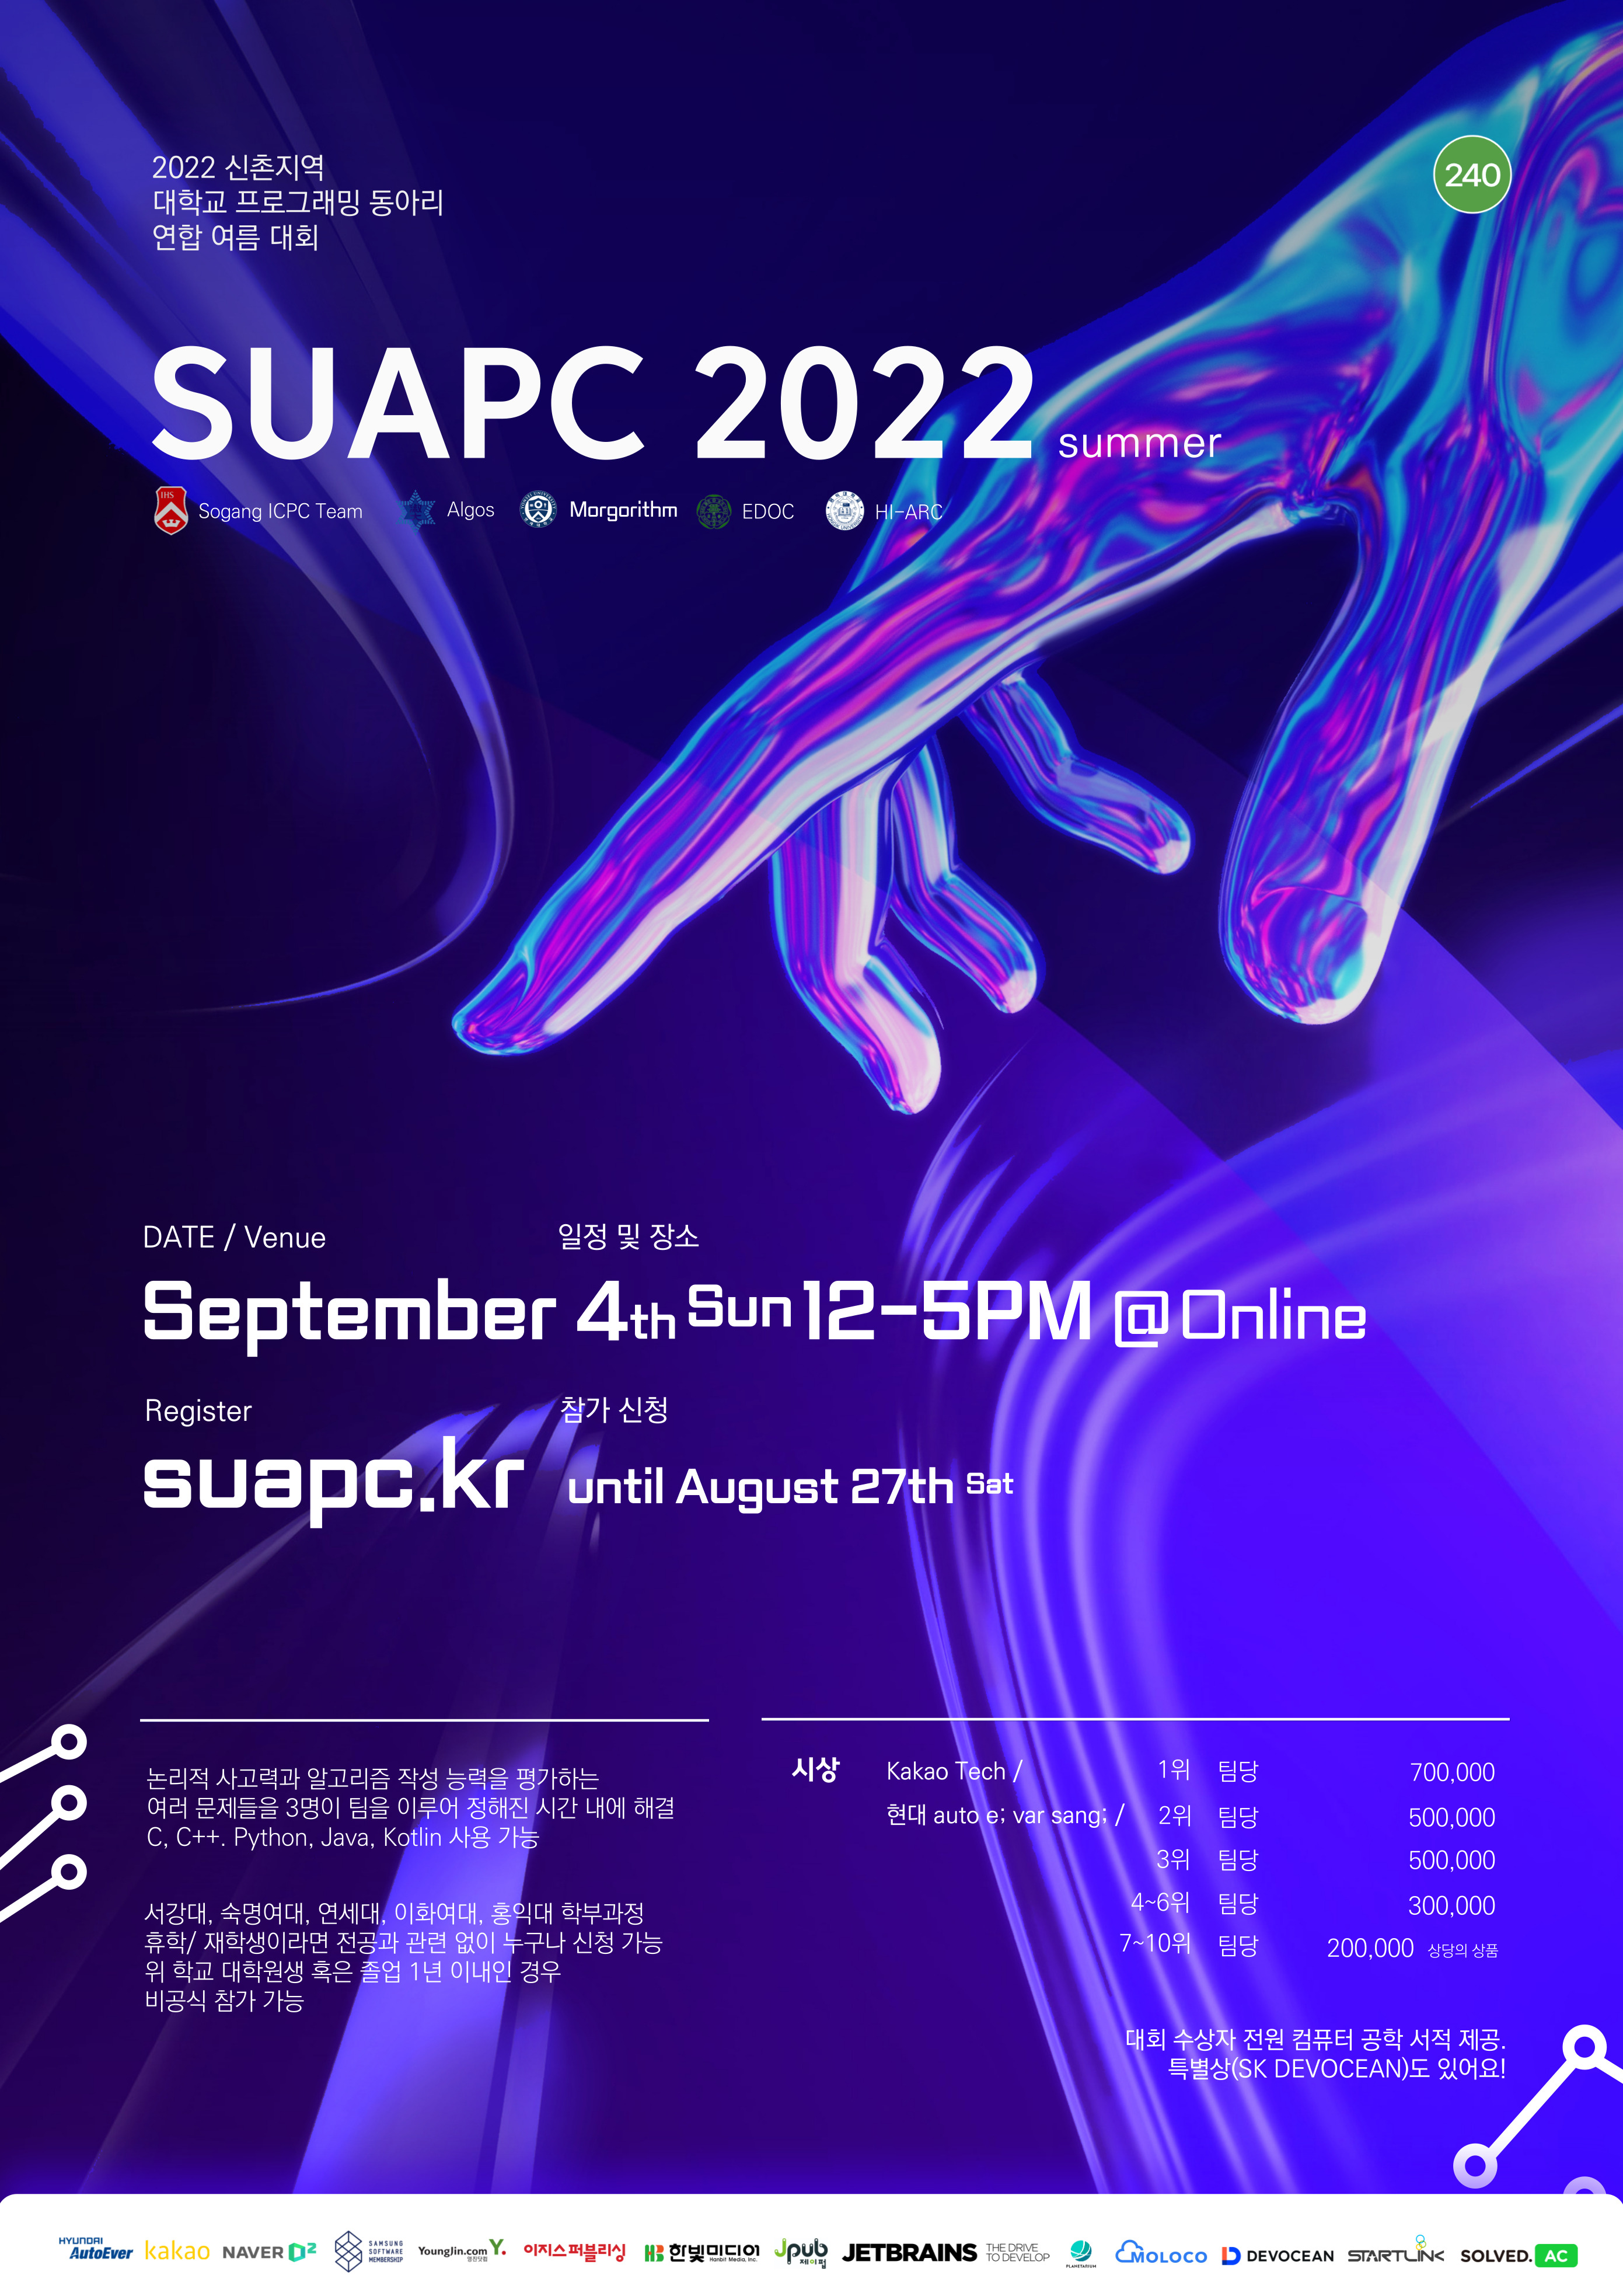 2022 신촌지역
대학교 프로그래밍 동아리
연합 여름 대회
240
SUAPC 2022 summer
IHS Sogang ICPC Team Algos Morgorithm EDOC HI-ARC
DATE / Venue 일정 및 장소
September 4th Sun 12-5PM @ Online
Register 참가 신청
suapc.kr until August 27th Sat
논리적 사고력과 알고리즘 작성 능력을 평가하는
여러 문제들을 3명이 팀을 이루어 정해진 시간 내에 해결
C, C++. Python, Java, Kotlin 사용 가능
서강대, 숙명여대, 연세대, 이화여대, 홍익대 학부과정
휴학/ 재학생이라면 전공과 관련 없이 누구나 신청 가능
위 학교 대학원생 혹은 졸업 1년 이내인 경우
비공식 참가 가능
시상 Kakao Tech / 1위 팀당 700,000
현대 auto e; var sang; / 2위 팀당 500,000
3위 팀당 500,000
4~6위 팀당 300,000
7~10위 팀당 200,000 상당의 상품
대회 수상자 전원 컴퓨터 공학 서적 제공.
특별상(SK DEVOCEAN)도 있어요!
HYUNDAI AutoEver kakao NAVER D2 SAMSUNG SOFTWARE MEMBERSHIP YoungJin.com Y. 영진닷컴 이지스퍼블리싱 HB 한빛미디어 Hanbit Media, Inc. Jpub 제이펍 JETBRAINS THE DRIVE TO DEVELOP PLANETARIUM MOLOCO DEVOCEAN STARTLINK SOLVED.AC